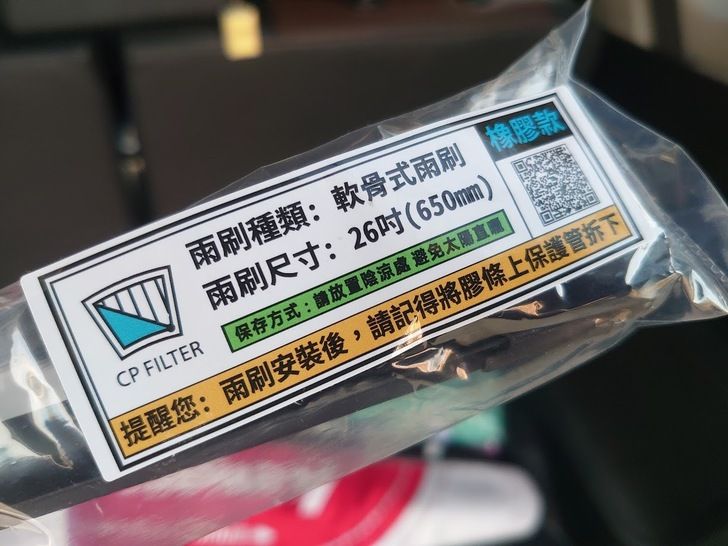 橡膠款
雨刷種類：軟骨式雨刷
雨刷尺寸：26吋(650mm)
保存方式：請放置陰涼處 避免太陽直曬
CP FILTER
提醒您：雨刷安裝後，請記得將膠條上保護管拆下